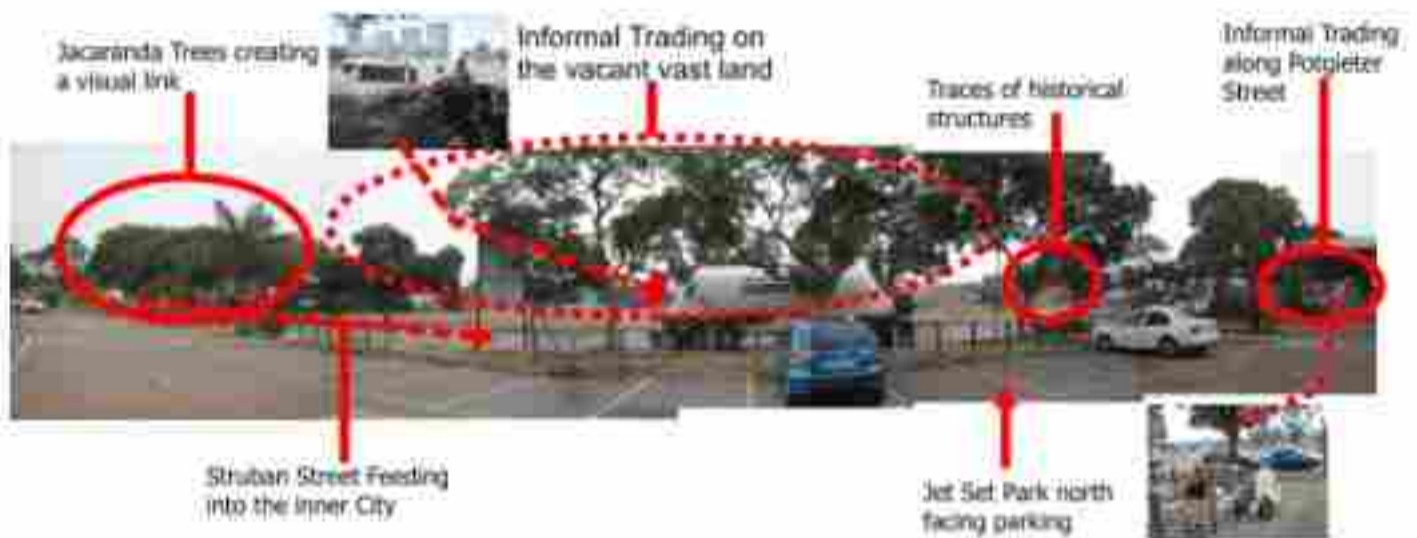 Jacaranda Trees creating
a visual link
Informal Trading on
the vacant vast land
Traces of historical
structures
Informal Trading
along Potgieter
Street
Struban Street Feeding
into the Inner City
Jet Set Park north
facing parking